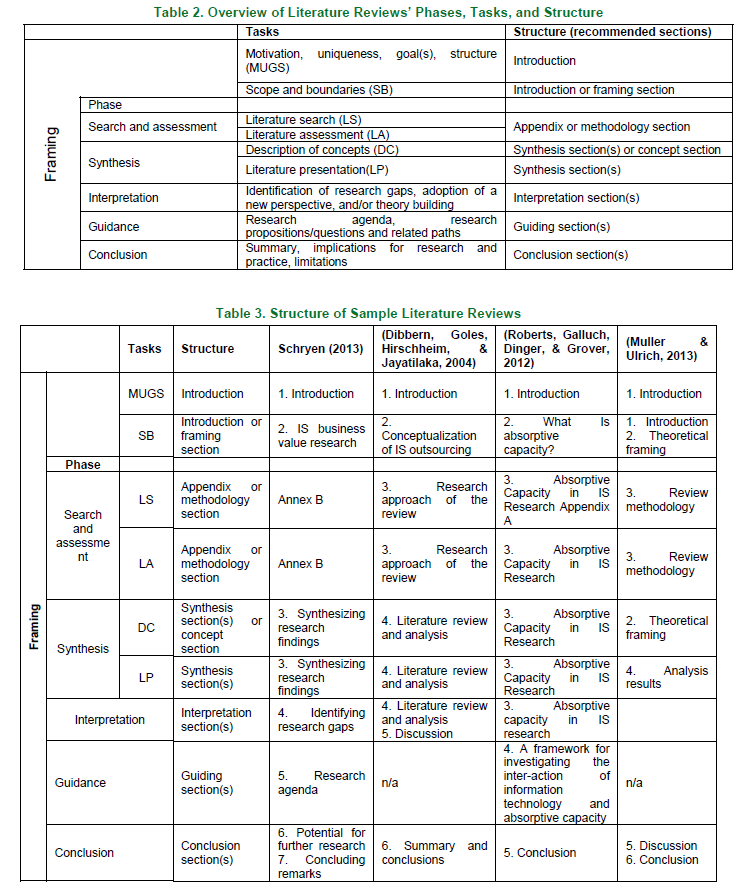 Table 2. Overview of Literature Reviews' Phases, Tasks, and Structure
Tasks
Structure (recommended sections)
Framing
Motivation, uniqueness, goal(s), structure
(MUGS)
Introduction
Scope and boundaries (SB)
Introduction or framing section
Phase
Search and assessment
Literature search (LS)
Literature assessment (LA)
Appendix or methodology section
Synthesis
Description of concepts (DC)
Synthesis section(s) or concept section
Literature presentation(LP)
Synthesis section(s)
Interpretation
Identification of research gaps, adoption of a
new perspective, and/or theory building
Interpretation section(s)
Guidance
Research agenda, research
propositions/questions and related paths
Guiding section(s)
Conclusion
Summary, implications for research and
practice, limitations
Conclusion section(s)
Table 3. Structure of Sample Literature Reviews
Tasks
Structure
Schryen (2013)
(Dibbern, Goles,
Hirschheim, &
Jayatilaka, 2004)
(Roberts, Galluch,
Dinger, & Grover,
2012)
(Muller &
Ulrich, 2013)
Framing
MUGS
Introduction
1. Introduction
1. Introduction
1. Introduction
1. Introduction
SB
Introduction or
framing
section
2. IS business
value research
2.
Conceptualization
of IS outsourcing
2. What Is
absorptive
capacity?
1. Introduction
2. Theoretical
framing
Phase
Search
and
assessme
nt
LS
Appendix or
methodology
section
Annex B
3. Research
approach of the
review
3. Absorptive
Capacity in IS
Research Appendix
A
3. Review
methodology
LA
Appendix or
methodology
section
Annex B
3. Research
approach of the
review
3. Absorptive
Capacity in IS
Research
3. Review
methodology
Synthesis
DC
Synthesis
section(s) or
concept
section
3. Synthesizing
research
findings
4. Literature review
and analysis
3. Absorptive
Capacity in IS
Research
2. Theoretical
framing
LP
Synthesis
section(s)
3. Synthesizing
research
findings
4. Literature review
and analysis
3. Absorptive
Capacity in IS
Research
4. Analysis
results
Interpretation
Interpretation
section(s)
4. Identifying
research gaps
4. Literature review
and analysis
5. Discussion
3. Absorptive
capacity in IS
research
Guidance
Guiding
section(s)
5. Research
agenda
n/a
4. A framework for
investigating the
inter-action of
information
technology and
absorptive capacity
n/a
Conclusion
Conclusion
section(s)
6. Potential for
further research
7. Concluding
remarks
6. Summary and
conclusions
5. Conclusion
5. Discussion
6. Conclusion